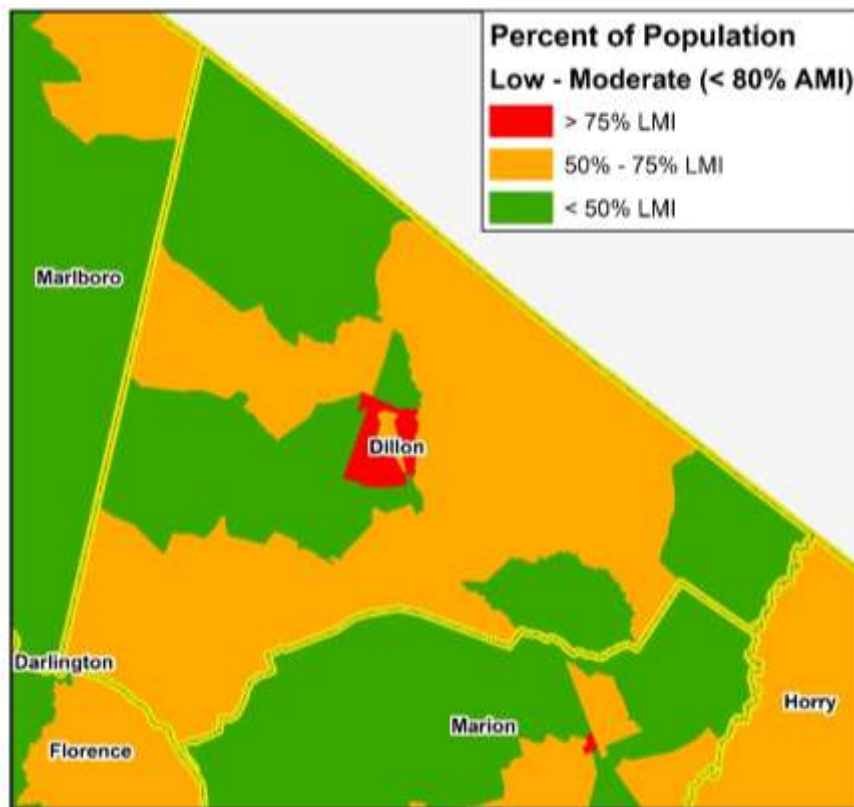 Percent of Population
Low - Moderate (< 80% AMI)
> 75% LMI
50% - 75% LMI
< 50% LMI
Marlboro
Dillon
Darlington
Horry
Marion
Florence